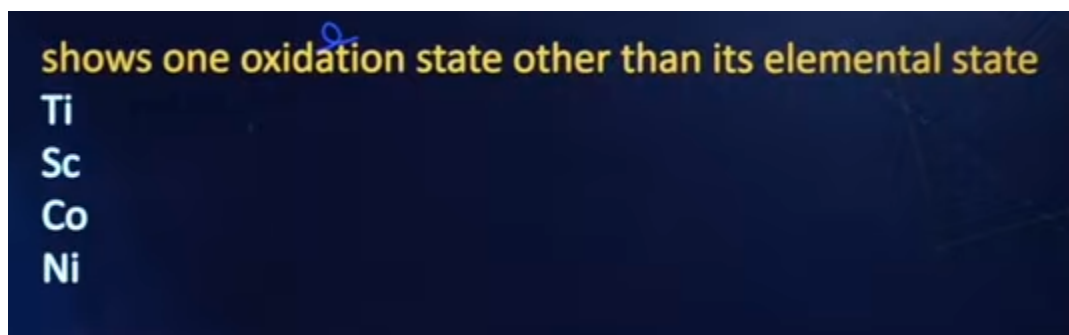 shows one oxidation state other than its elemental state
Ti
Sc
Co
Ni